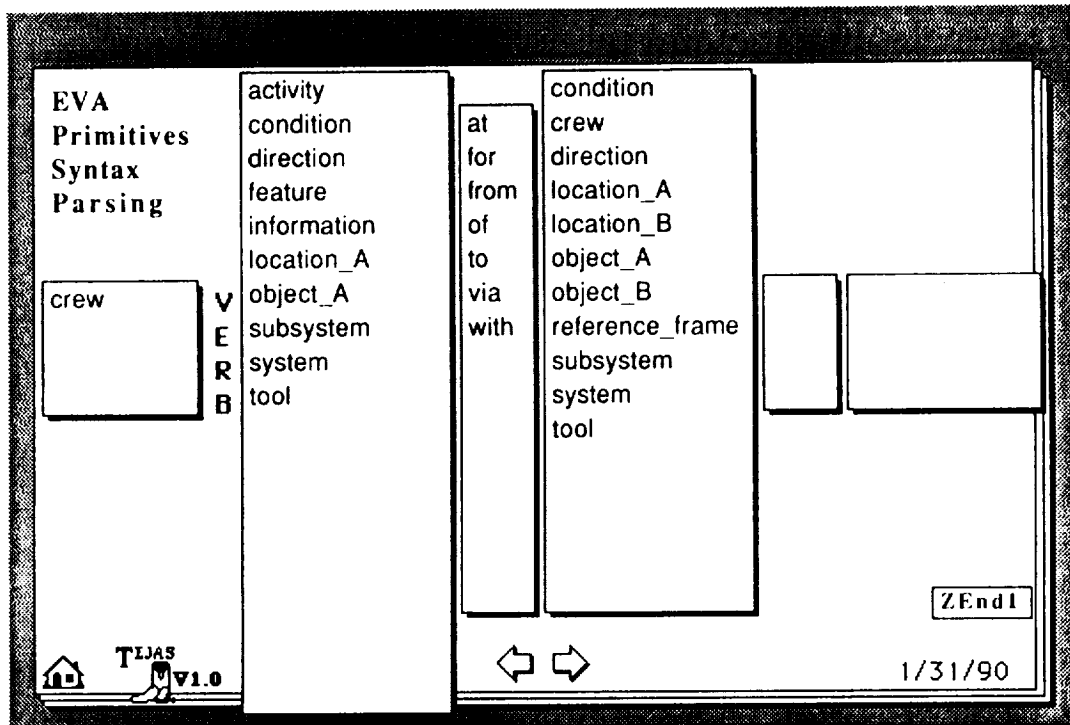 EVA
Primitives
Syntax
Parsing
crew
VERB
activity
condition
direction
feature
information
location_A
object_A
subsystem
system
tool
at
for
from
of
to
via
with
condition
crew
direction
location_A
location_B
object_A
object_B
reference_frame
subsystem
system
tool
ZEnd1
TIJAS
V1.0
1/31/90